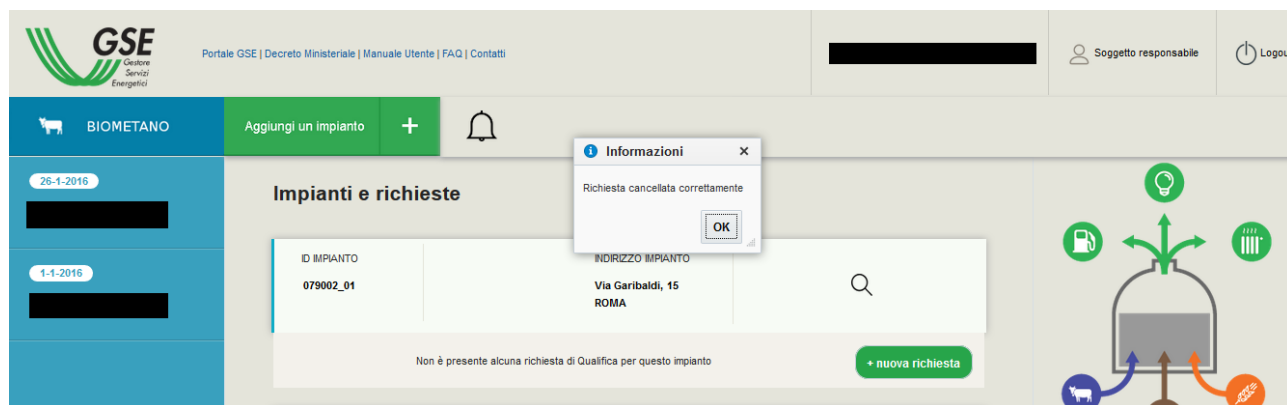 GSE
Gestore
Servizi
Energetici
Portale GSE | Decreto Ministeriale | Manuale Utente | FAQ | Contatti
Soggetto responsabile
Logou
BIOMETANO
Aggiungi un impianto +
Informazioni x
Richiesta cancellata correttamente
OK
26-1-2016
1-1-2016
Impianti e richieste
ID IMPIANTO
079002_01
INDIRIZZO IMPIANTO
Via Garibaldi, 15
ROMA
Non è presente alcuna richiesta di Qualifica per questo impianto
+ nuova richiesta